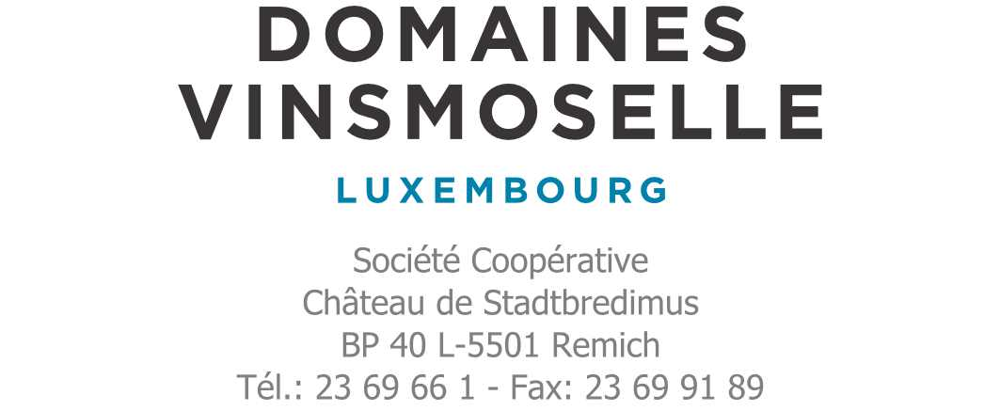 DOMAINES
VINSMOSELLE
LUXEMBOURG
Société Coopérative
Château de Stadtbredimus
BP 40 L-5501 Remich
Tél.: 23 69 66 1 - Fax: 23 69 91 89